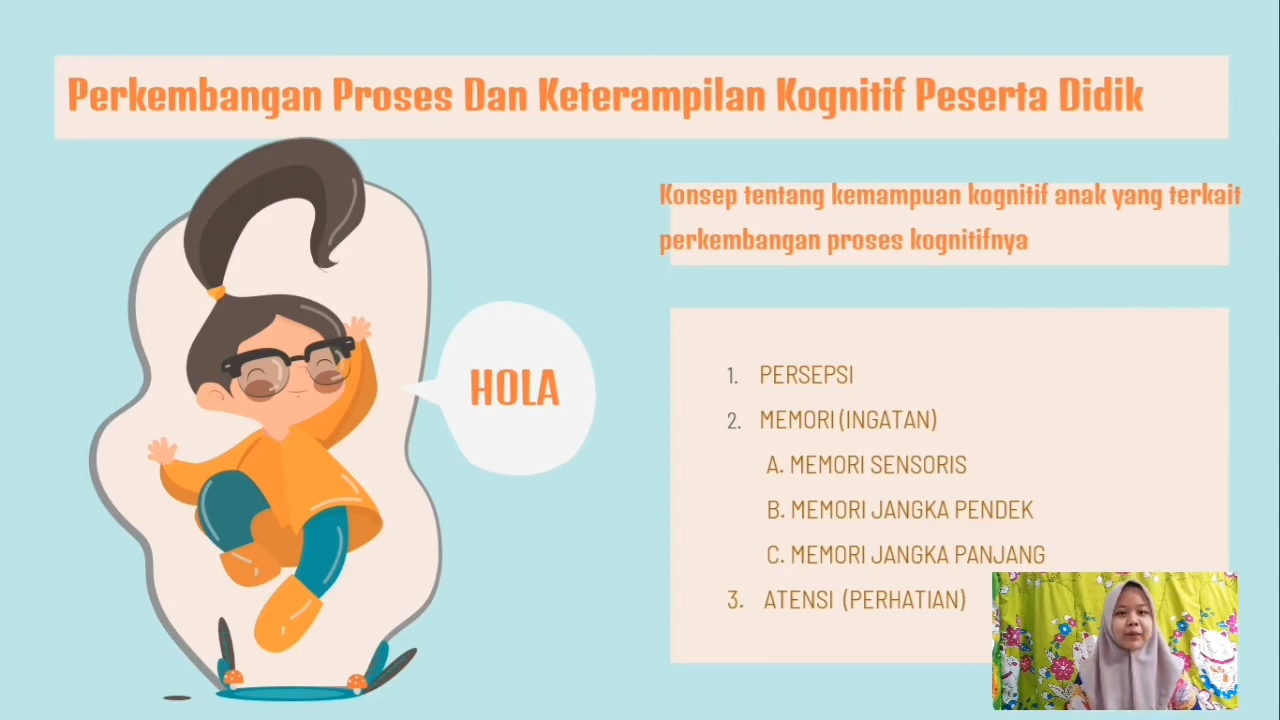 Perkembangan Proses Dan Keterampilan Kognitif Peserta Didik
Konsep tentang kemampuan kognitif anak yang terkait
perkembangan proses kognitifnya
HOLA
1. PERSEPSI
2. MEMORI (INGATAN)
A. MEMORI SENSORIS
B. MEMORI JANGKA PENDEK
C. MEMORI JANGKA PANJANG
3. ATENSI (PERHATIAN)